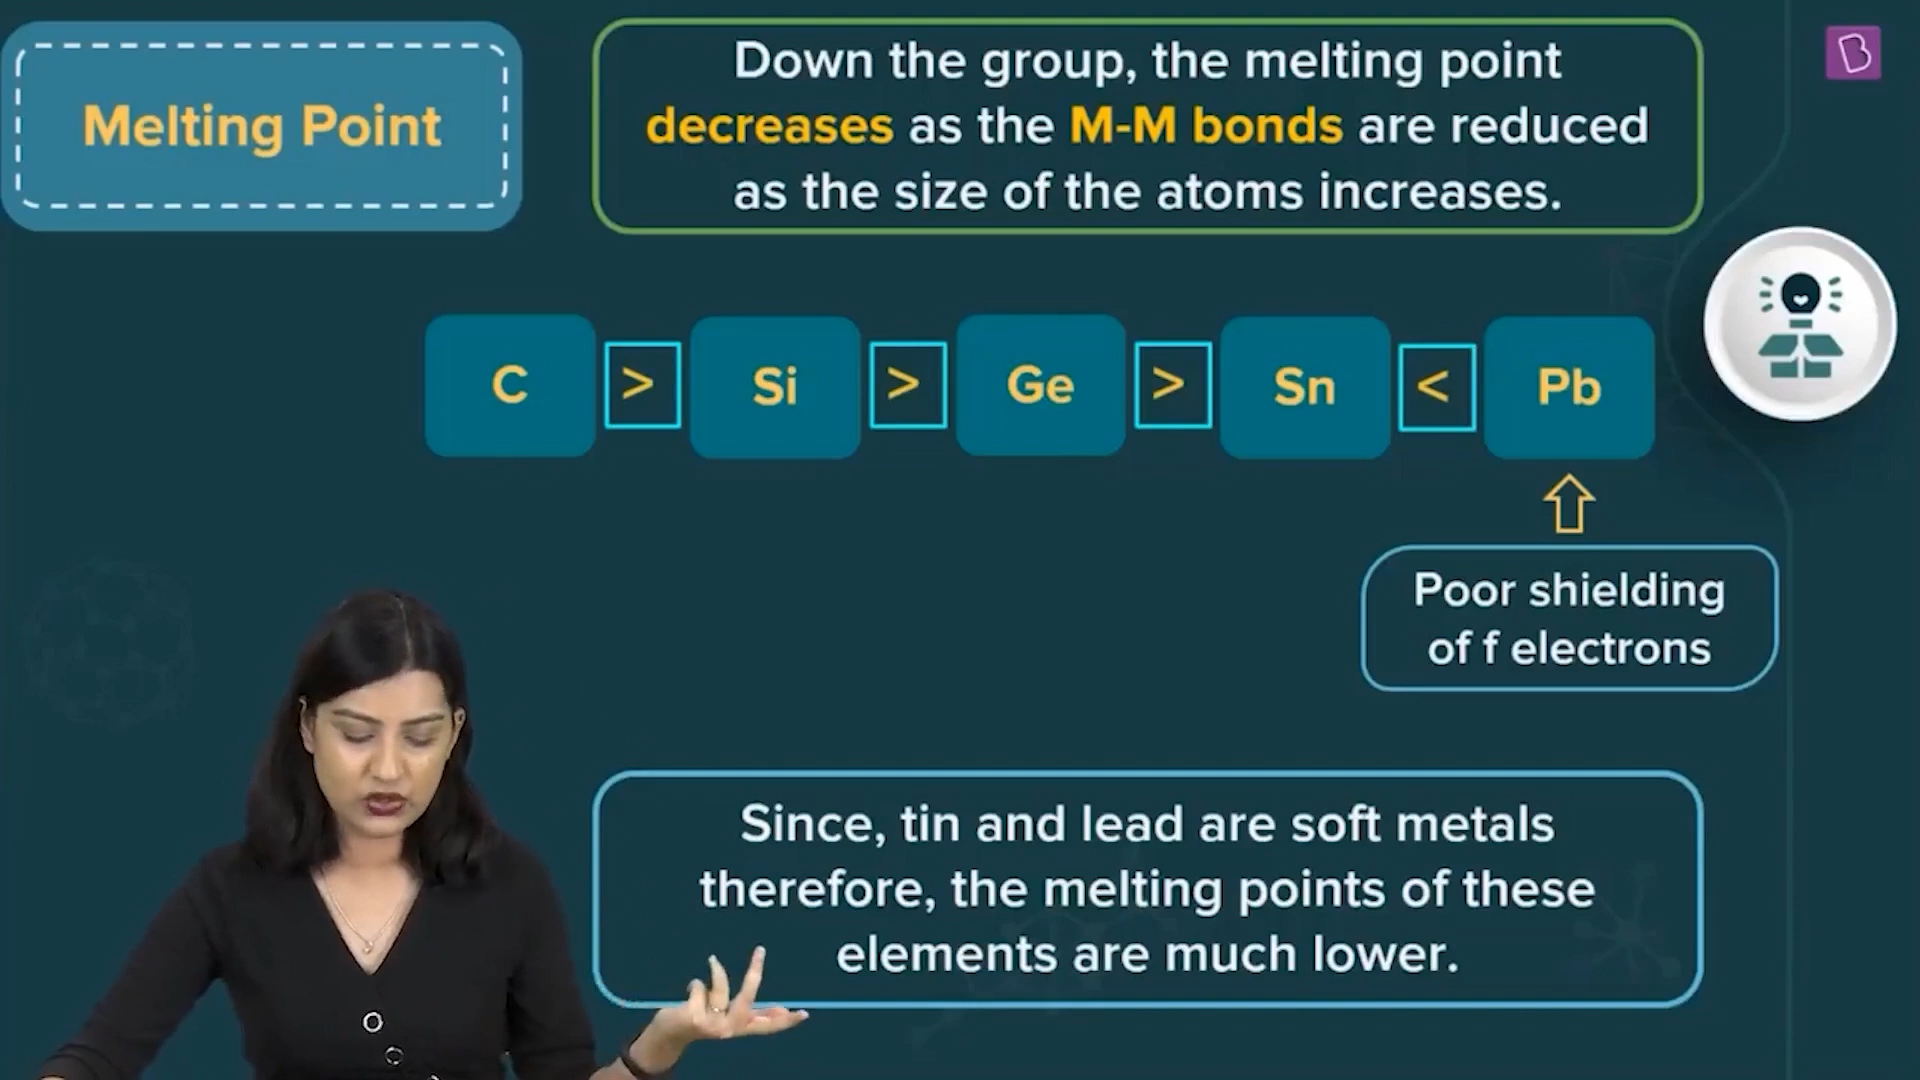 Melting Point
Down the group, the melting point
decreases as the M-M bonds are reduced
as the size of the atoms increases.
B
C > Si > Ge > Sn < Pb
Poor shielding
of f electrons
Since, tin and lead are soft metals
therefore, the melting points of these
elements are much lower.